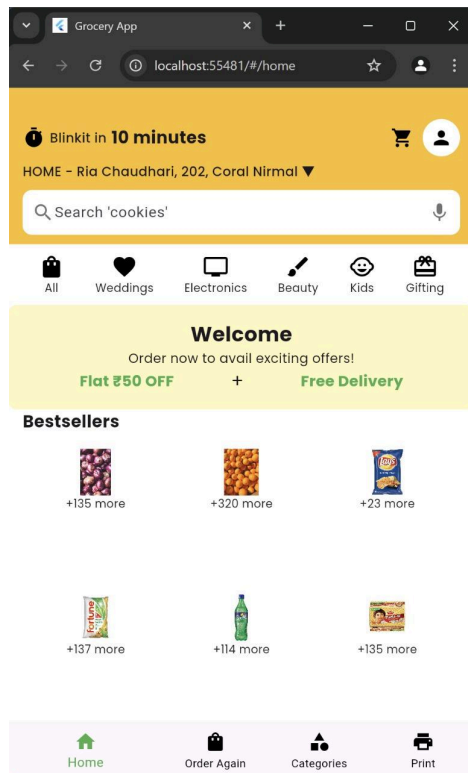 Grocery App
localhost:55481/#/home
Blinkit in 10 minutes
HOME - Ria Chaudhari, 202, Coral Nirmal ▼
Search 'cookies'
All Weddings Electronics Beauty Kids Gifting
Welcome
Order now to avail exciting offers!
Flat ₹50 OFF + Free Delivery
Bestsellers
Lay's
+135 more +320 more +23 more
fortune
+137 more +114 more +135 more
Home Order Again Categories Print